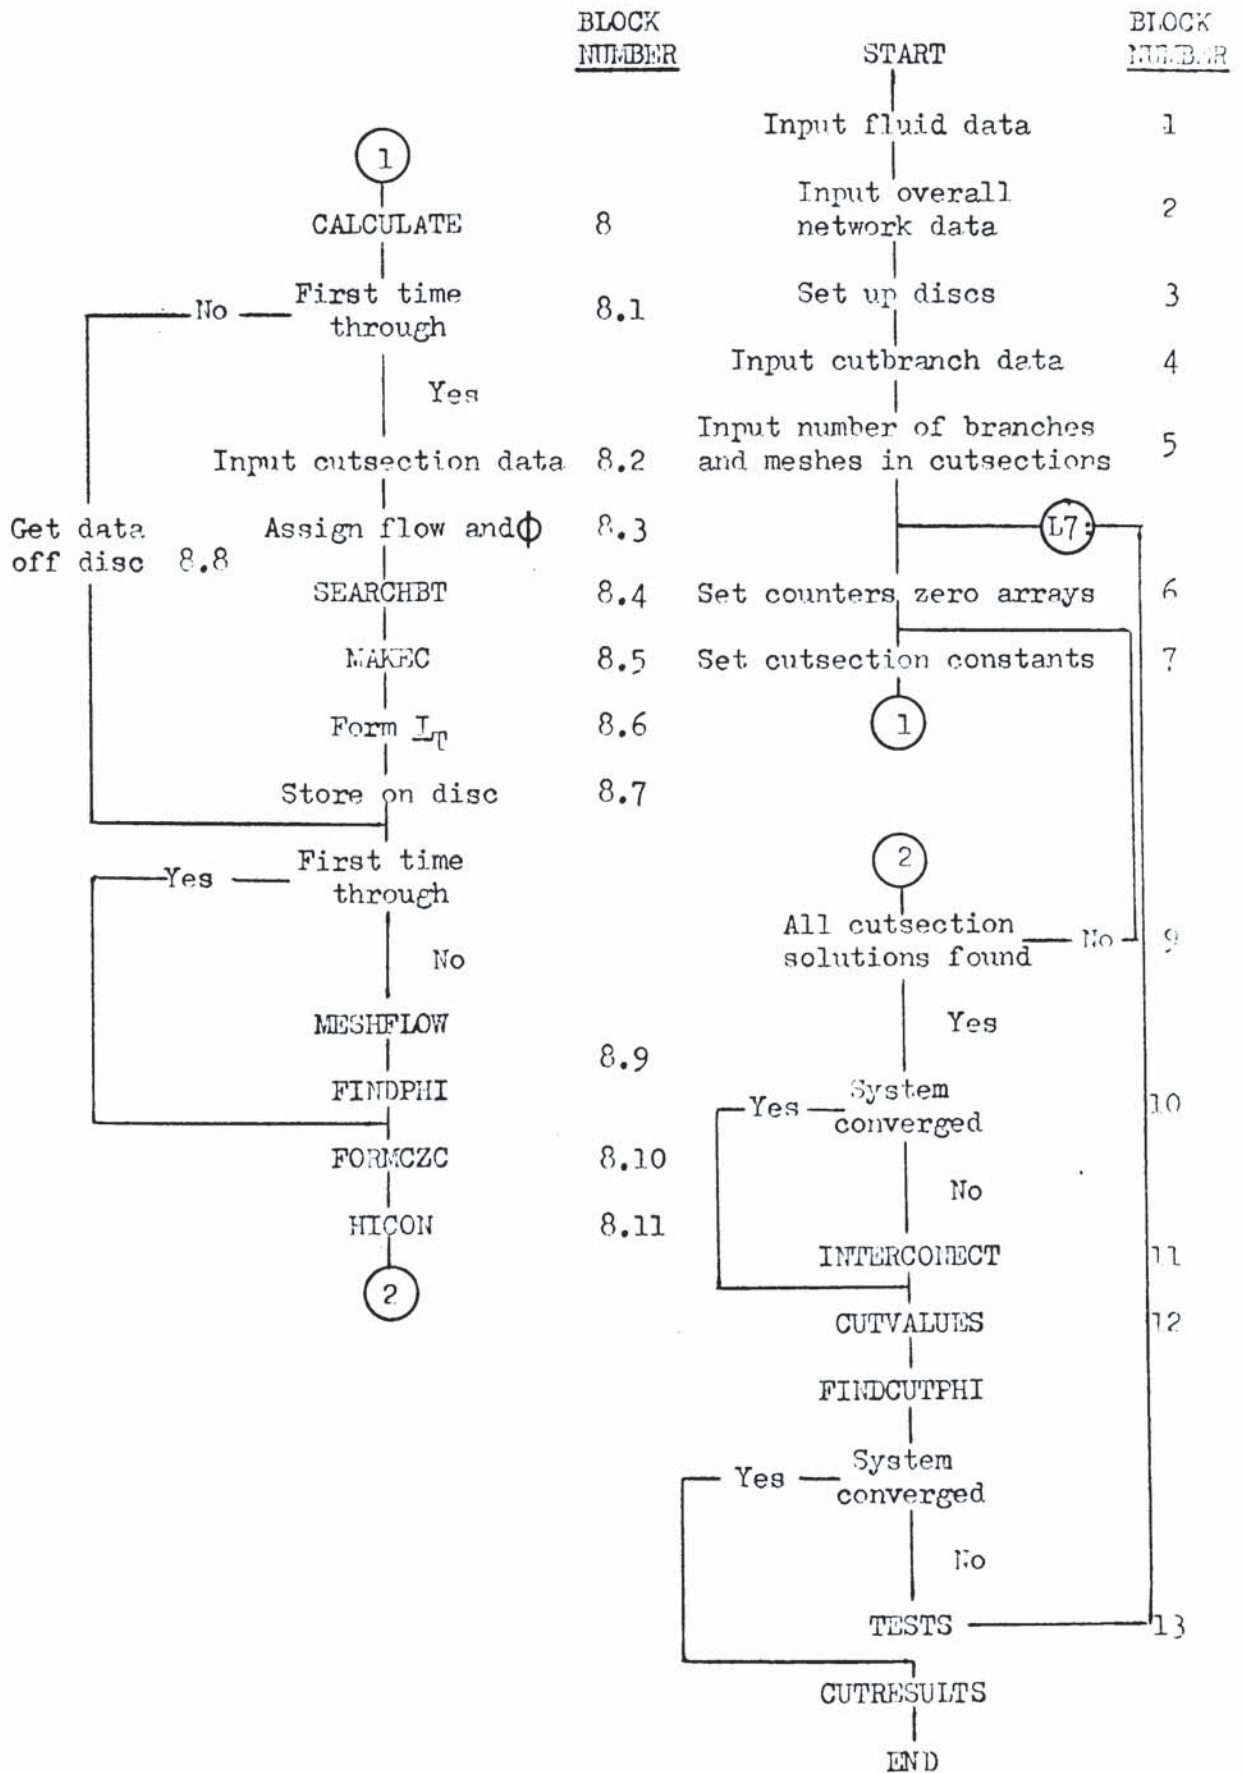 BLOCK
NUMBER
1
CALCULATE 8
First time
through 8.1
No
Yes
Input cutsection data 8.2
Get data
off disc 8.8
Assign flow and Φ 8.3
SEARCHBT 8.4
MAKEC 8.5
Form L_T 8.6
Store on disc 8.7
First time
through
Yes
No
MESHFLOW
8.9
FINDPHI
FORMCZC 8.10
HICON 8.11
2
BLOCK
NUMBER
START
Input fluid data 1
Input overall
network data 2
Set up discs 3
Input cutbranch data 4
Input number of branches
and meshes in cutsections 5
L7:
Set counters zero arrays 6
Set cutsection constants 7
1
2
All cutsection
solutions found No 9
Yes
System
converged 10
Yes
No
INTERCONECT 11
CUTVALUES 12
FINDCUTPHI
System
converged
Yes
No
TESTS 13
CUTRESULTS
END